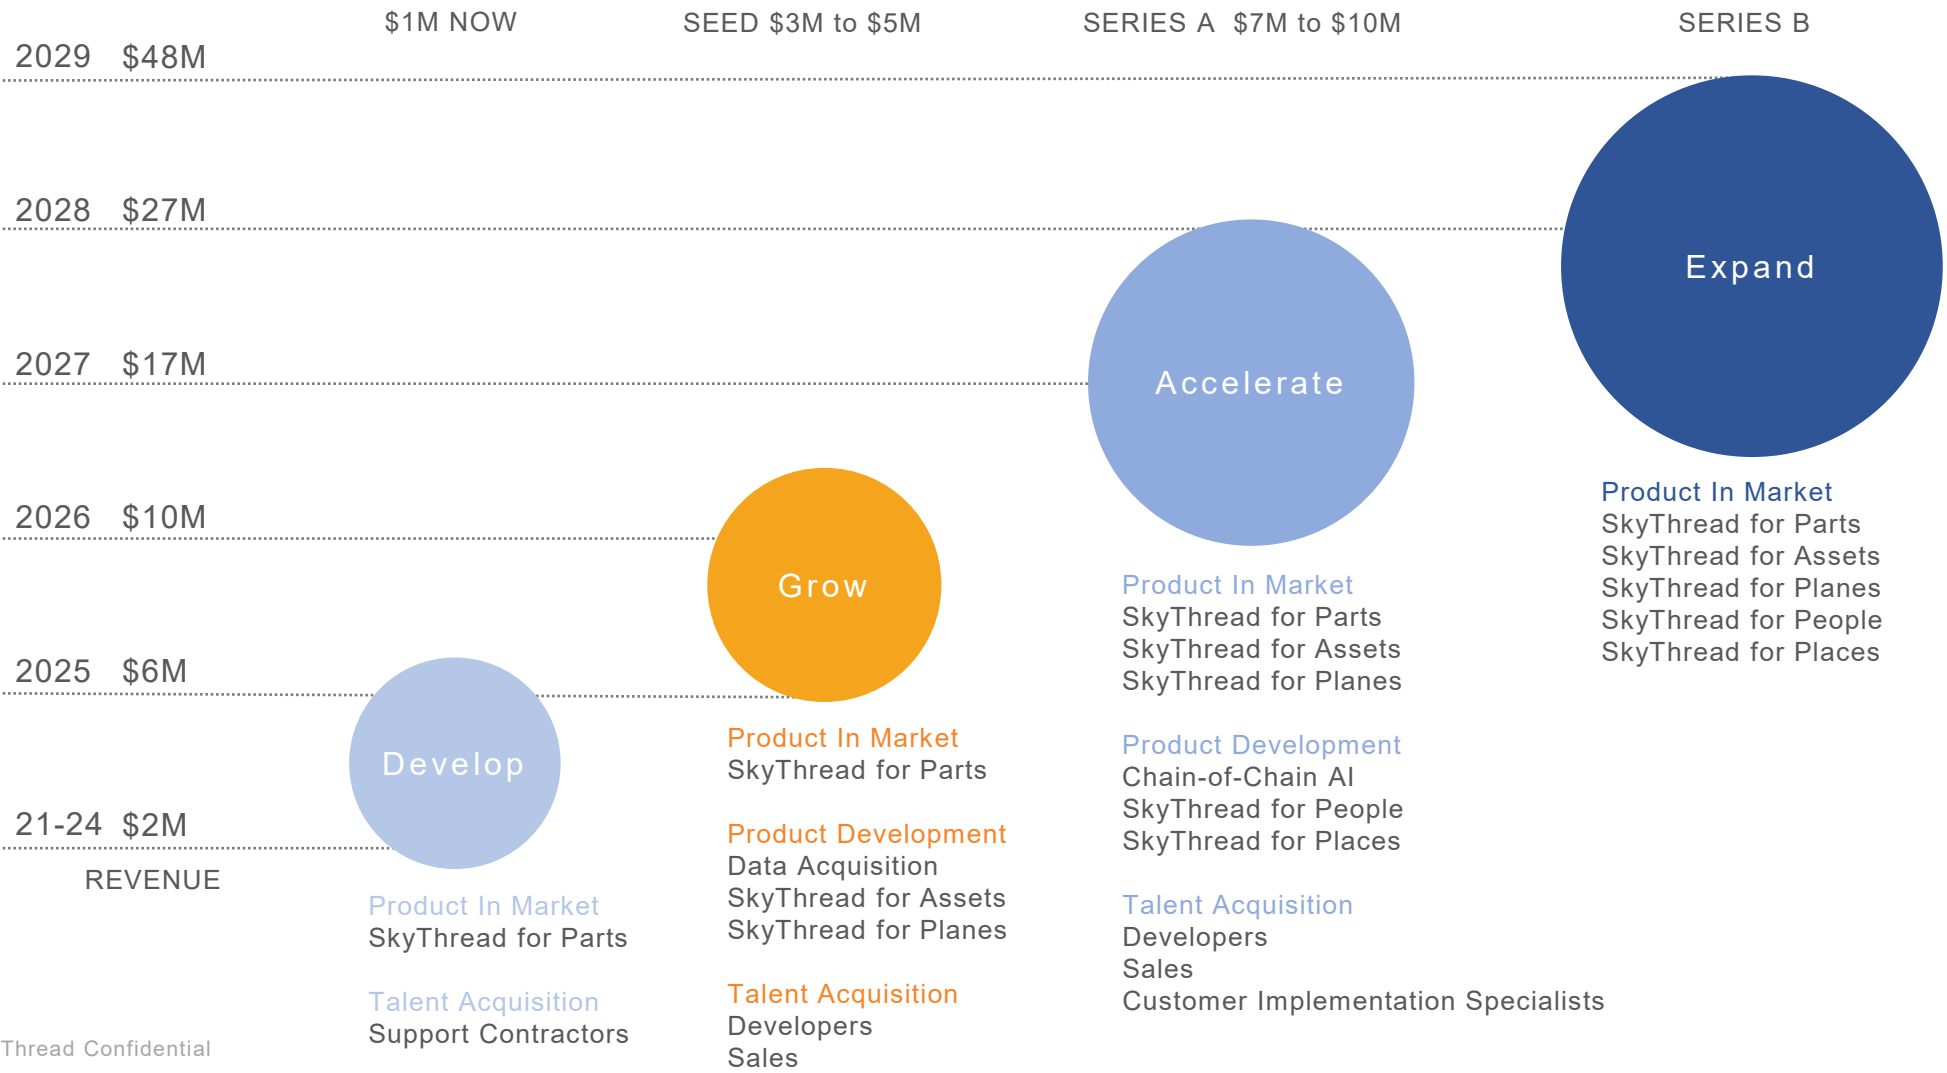 $1M NOW
SEED $3M to $5M
SERIES A $7M to $10M
SERIES B
2029 $48M
2028 $27M
2027 $17M
2026 $10M
2025 $6M
21-24 $2M
REVENUE
Develop
Product In Market
SkyThread for Parts
Talent Acquisition
Support Contractors
Grow
Product In Market
SkyThread for Parts
Product Development
Data Acquisition
SkyThread for Assets
SkyThread for Planes
Talent Acquisition
Developers
Sales
Accelerate
Product In Market
SkyThread for Parts
SkyThread for Assets
SkyThread for Planes
Product Development
Chain-of-Chain AI
SkyThread for People
SkyThread for Places
Talent Acquisition
Developers
Sales
Customer Implementation Specialists
Expand
Product In Market
SkyThread for Parts
SkyThread for Assets
SkyThread for Planes
SkyThread for People
SkyThread for Places
Thread Confidential